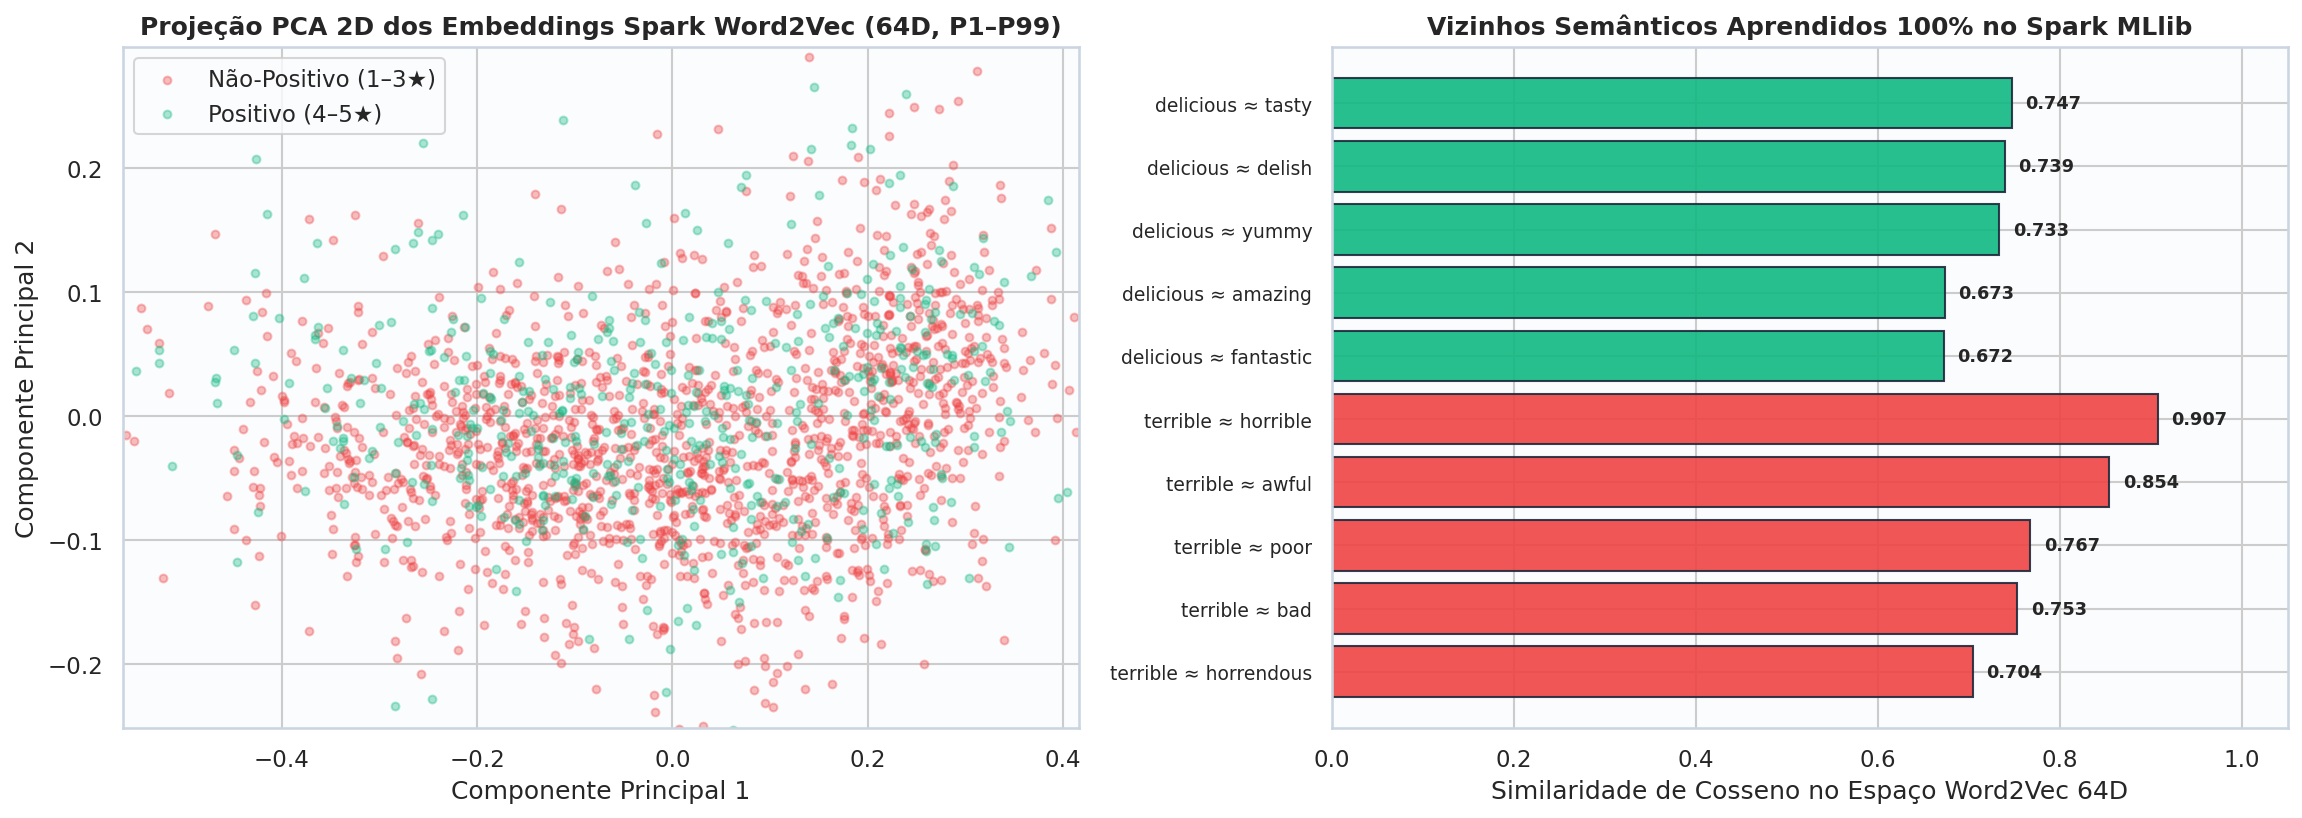 Projeção PCA 2D dos Embeddings Spark Word2Vec (64D, P1–P99)
Não-Positivo (1–3★)
Positivo (4–5★)
Componente Principal 2
0.2
0.1
0.0
−0.1
−0.2
−0.4
−0.2
0.0
0.2
0.4
Componente Principal 1
Vizinhos Semânticos Aprendidos 100% no Spark MLlib
delicious ≈ tasty
0.747
delicious ≈ delish
0.739
delicious ≈ yummy
0.733
delicious ≈ amazing
0.673
delicious ≈ fantastic
0.672
terrible ≈ horrible
0.907
terrible ≈ awful
0.854
terrible ≈ poor
0.767
terrible ≈ bad
0.753
terrible ≈ horrendous
0.704
0.0
0.2
0.4
0.6
0.8
1.0
Similaridade de Cosseno no Espaço Word2Vec 64D